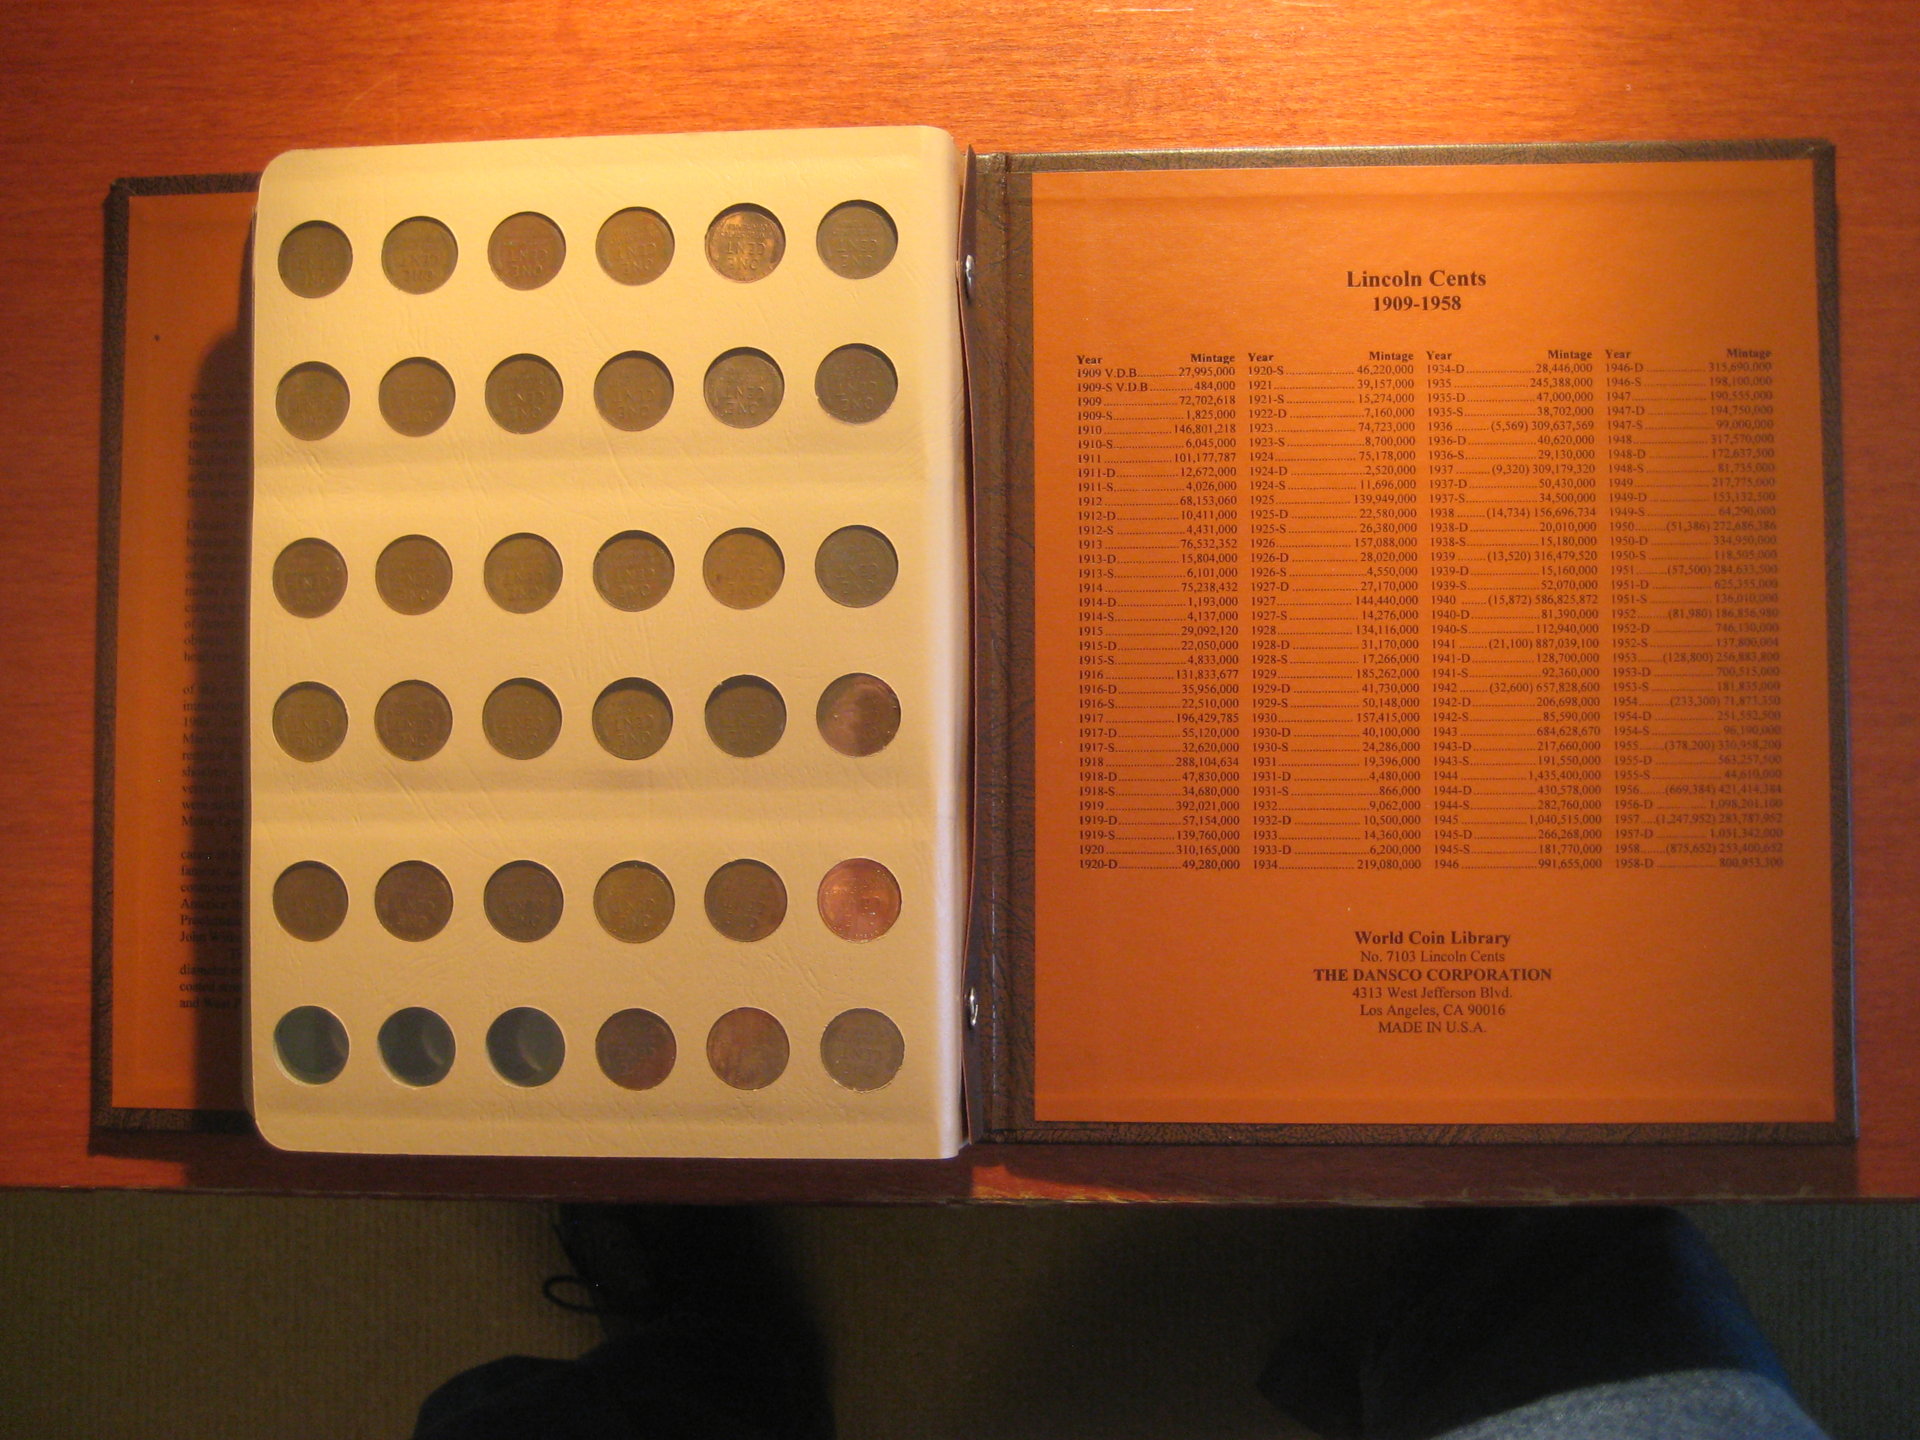 Lincoln Cents
1909-1958
Year Mintage
1909 V.D.B. 27,995,000
1909-S V.D.B 484,000
1909 72,702,618
1909-S 1,825,000
1910 146,801,218
1910-S 6,045,000
1911 101,177,787
1911-D 12,672,000
1911-S 4,026,000
1912 68,153,060
1912-D 10,411,000
1912-S 4,431,000
1913 76,532,352
1913-D 15,804,000
1913-S 6,101,000
1914 75,238,432
1914-D 1,193,000
1914-S 4,137,000
1915 29,092,120
1915-D 22,050,000
1915-S 4,833,000
1916 131,833,677
1916-D 35,956,000
1916-S 22,510,000
1917 196,429,785
1917-D 55,120,000
1917-S 32,620,000
1918 288,104,634
1918-D 47,830,000
1918-S 34,680,000
1919 392,021,000
1919-D 57,154,000
1919-S 139,760,000
1920 310,165,000
1920-D 49,280,000
Year Mintage
1920-S 46,220,000
1921 39,157,000
1921-S 15,274,000
1922-D 7,160,000
1923 74,723,000
1923-S 8,700,000
1924 75,178,000
1924-D 2,520,000
1924-S 11,696,000
1925 139,949,000
1925-D 22,580,000
1925-S 26,380,000
1926 157,088,000
1926-D 28,020,000
1926-S 4,550,000
1927-D 27,170,000
1927 144,440,000
1927-S 14,276,000
1928 134,116,000
1928-D 31,170,000
1928-S 17,266,000
1929 185,262,000
1929-D 41,730,000
1929-S 50,148,000
1930 157,415,000
1930-D 40,100,000
1930-S 24,286,000
1931 19,396,000
1931-D 4,480,000
1931-S 866,000
1932 9,062,000
1932-D 10,500,000
1933 14,360,000
1933-D 6,200,000
1934 219,080,000
Year Mintage
1934-D 28,446,000
1935 245,388,000
1935-D 47,000,000
1935-S 38,702,000
1936 (5,569) 309,637,569
1936-D 40,620,000
1936-S 29,130,000
1937 (9,320) 309,179,320
1937-D 50,430,000
1937-S 34,500,000
1938 (14,734) 156,696,734
1938-D 20,010,000
1938-S 15,180,000
1939 (13,520) 316,479,520
1939-D 15,160,000
1939-S 52,070,000
1940 (15,872) 586,825,872
1940-D 81,390,000
1940-S 112,940,000
1941 (21,100) 887,039,100
1941-D 128,700,000
1941-S 92,360,000
1942 (32,600) 657,828,600
1942-D 206,698,000
1942-S 85,590,000
1943 684,628,670
1943-D 217,660,000
1943-S 191,550,000
1944 1,435,400,000
1944-D 430,578,000
1944-S 282,760,000
1945 1,040,515,000
1945-D 266,268,000
1945-S 181,770,000
1946 991,655,000
Year Mintage
1946-D 315,690,000
1946-S 198,100,000
1947 190,555,000
1947-D 194,750,000
1947-S 99,000,000
1948 317,570,000
1948-D 172,637,500
1948-S 81,735,000
1949 217,775,000
1949-D 153,132,500
1949-S 64,290,000
1950 (51,386) 272,686,386
1950-D 334,950,000
1950-S 118,505,000
1951 (57,500) 284,633,500
1951-D 625,355,000
1951-S 136,010,000
1952 (81,980) 186,856,980
1952-D 746,130,000
1952-S 137,800,004
1953 (128,800) 256,883,800
1953-D 700,515,000
1953-S 181,835,000
1954 (233,300) 71,873,350
1954-D 251,552,500
1954-S 96,190,000
1955 (378,200) 330,958,200
1955-D 563,257,500
1955-S 44,610,000
1956 (669,384) 421,414,384
1956-D 1,098,201,100
1957 (1,247,952) 283,787,952
1957-D 1,051,342,000
1958 (875,652) 253,400,652
1958-D 800,953,300
World Coin Library
No. 7103 Lincoln Cents
THE DANSCO CORPORATION
4313 West Jefferson Blvd.
Los Angeles, CA 90016
MADE IN U.S.A.